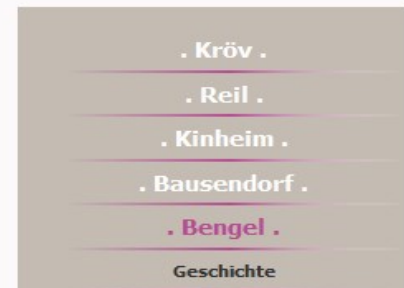 . Kröv .
. Reil .
. Kinheim .
. Bausendorf .
. Bengel .
Geschichte